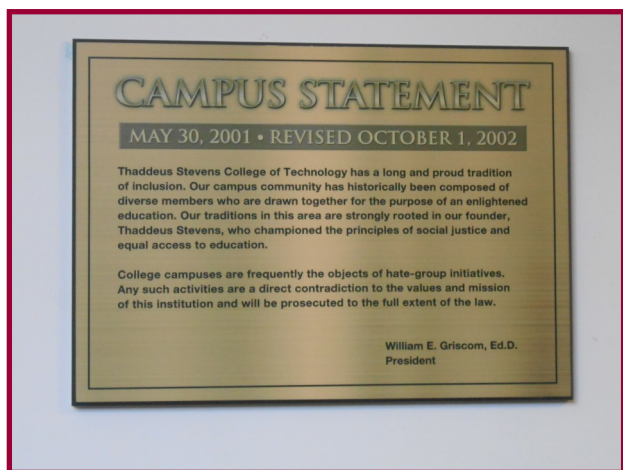 CAMPUS STATEMENT
MAY 30, 2001 • REVISED OCTOBER 1, 2002
Thaddeus Stevens College of Technology has a long and proud tradition
of inclusion. Our campus community has historically been composed of
diverse members who are drawn together for the purpose of an enlightened
education. Our traditions in this area are strongly rooted in our founder,
Thaddeus Stevens, who championed the principles of social justice and
equal access to education.
College campuses are frequently the objects of hate-group initiatives.
Any such activities are a direct contradiction to the values and mission
of this institution and will be prosecuted to the full extent of the law.
William E. Griscom, Ed.D.
President